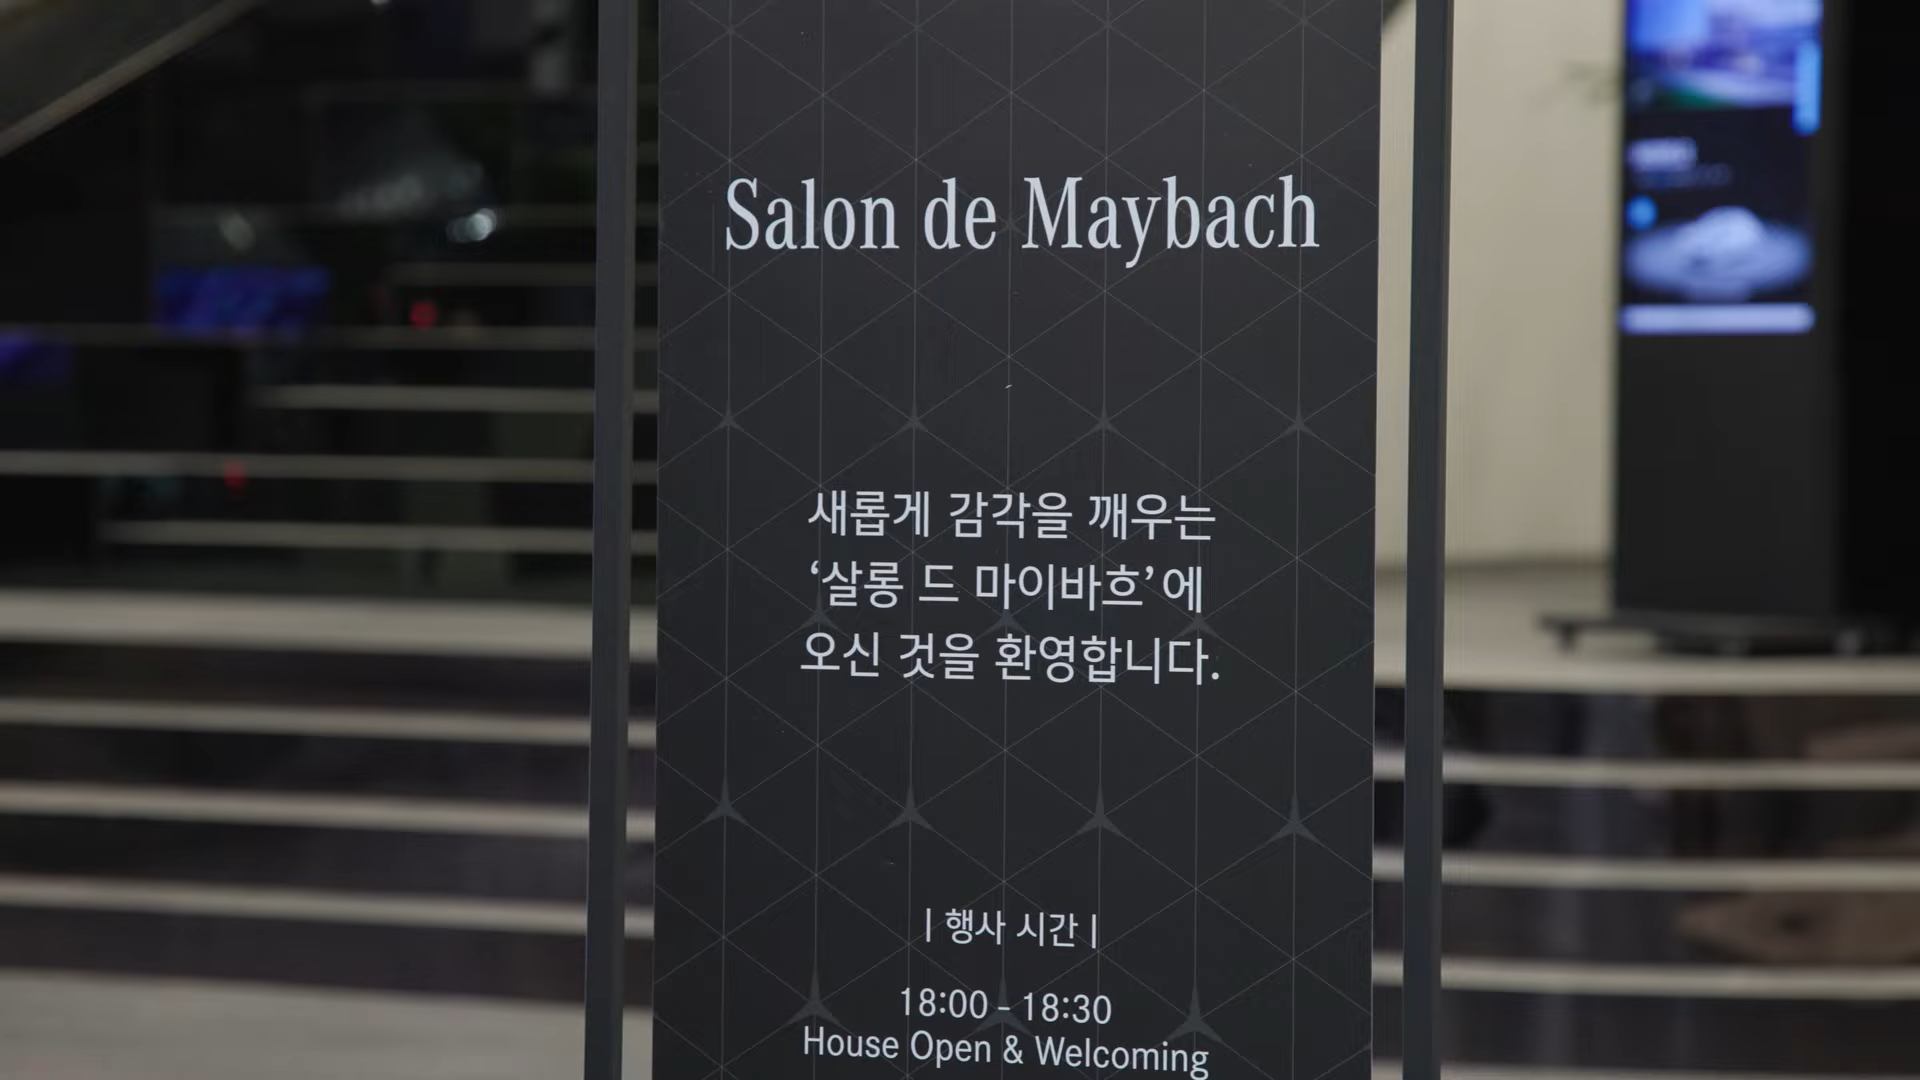 Salon de Maybach
새롭게 감각을 깨우는
‘살롱 드 마이바흐’에
오신 것을 환영합니다.
| 행사 시간 |
18:00 - 18:30
House Open & Welcoming